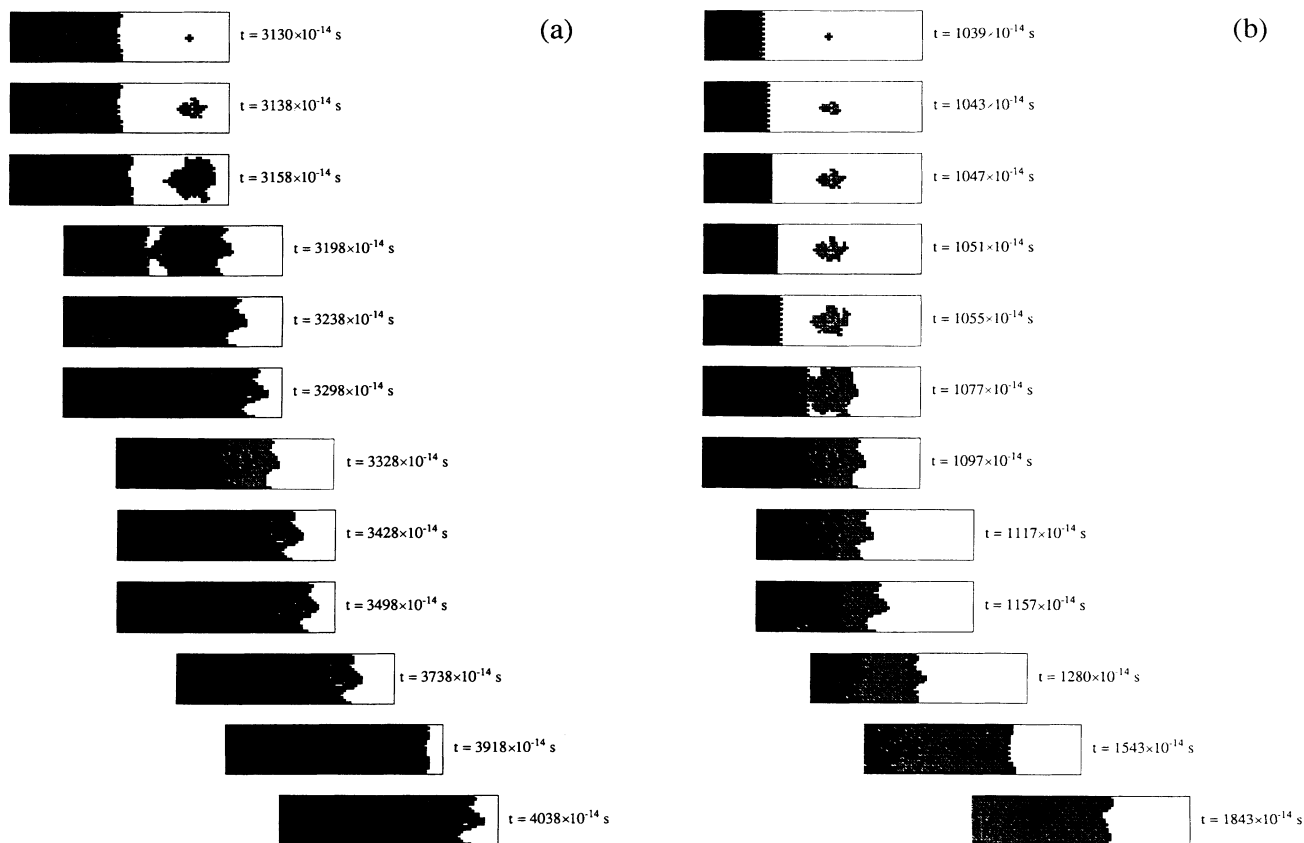 (a)
t = 3130×10⁻¹⁴ s
t = 3138×10⁻¹⁴ s
t = 3158×10⁻¹⁴ s
t = 3198×10⁻¹⁴ s
t = 3238×10⁻¹⁴ s
t = 3298×10⁻¹⁴ s
t = 3328×10⁻¹⁴ s
t = 3428×10⁻¹⁴ s
t = 3498×10⁻¹⁴ s
t = 3738×10⁻¹⁴ s
t = 3918×10⁻¹⁴ s
t = 4038×10⁻¹⁴ s
(b)
t = 1039×10⁻¹⁴ s
t = 1043×10⁻¹⁴ s
t = 1047×10⁻¹⁴ s
t = 1051×10⁻¹⁴ s
t = 1055×10⁻¹⁴ s
t = 1077×10⁻¹⁴ s
t = 1097×10⁻¹⁴ s
t = 1117×10⁻¹⁴ s
t = 1157×10⁻¹⁴ s
t = 1280×10⁻¹⁴ s
t = 1543×10⁻¹⁴ s
t = 1843×10⁻¹⁴ s